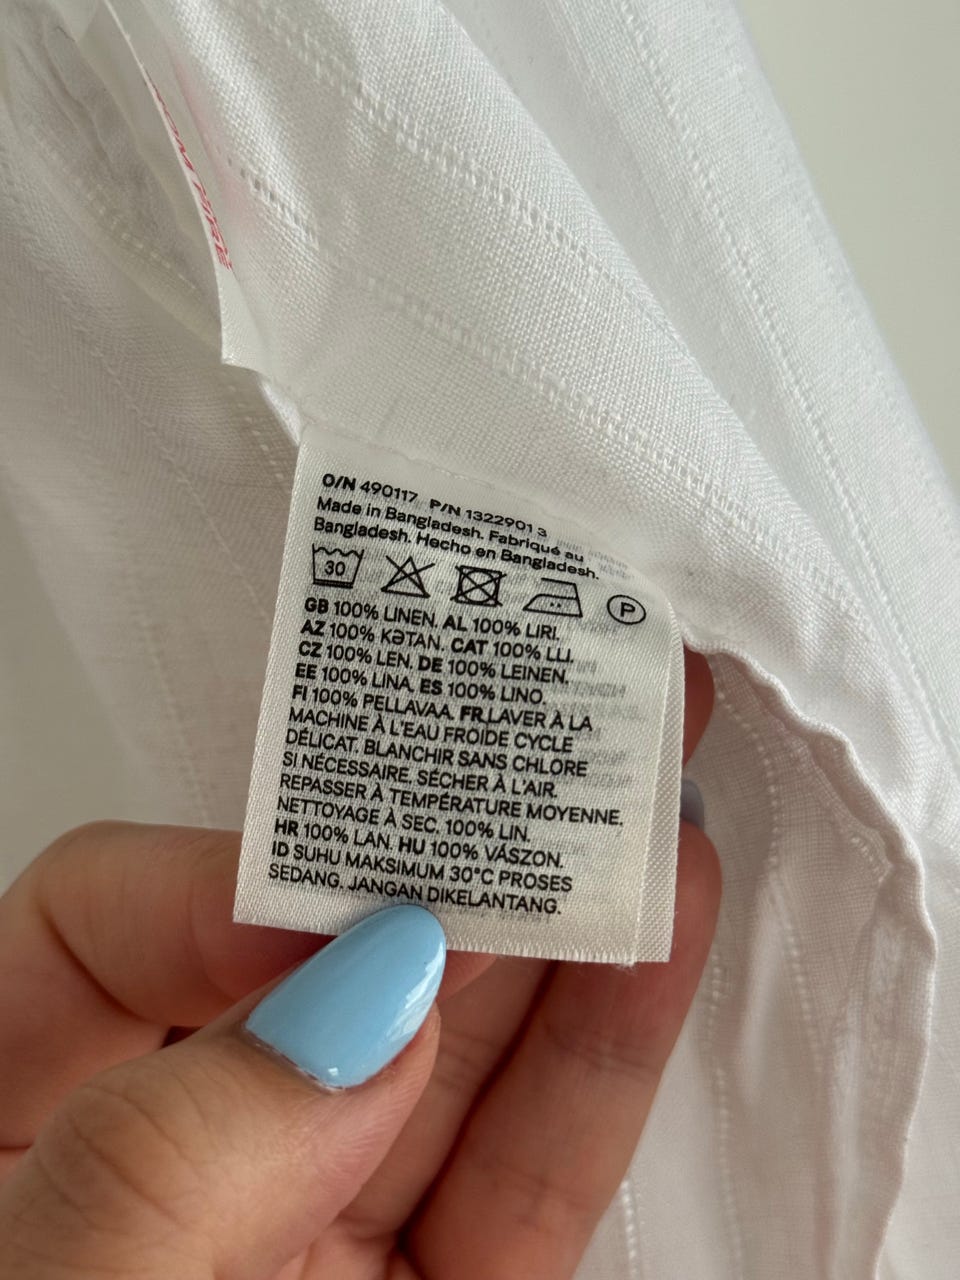 FIRE
O/N 490117 P/N 1322901 3
Made in Bangladesh. Fabriqué au
Bangladesh. Hecho en Bangladesh.
30 P
GB 100% LINEN. AL 100% LIRI.
AZ 100% KƏTAN. CAT 100% LLI.
CZ 100% LEN. DE 100% LEINEN.
EE 100% LINA. ES 100% LINO.
FI 100% PELLAVAA. FR LAVER À LA
MACHINE À L'EAU FROIDE CYCLE
DÉLICAT. BLANCHIR SANS CHLORE
SI NÉCESSAIRE. SÉCHER À L'AIR.
REPASSER À TEMPÉRATURE MOYENNE.
NETTOYAGE À SEC. 100% LIN.
HR 100% LAN. HU 100% VÁSZON.
ID SUHU MAKSIMUM 30°C PROSES
SEDANG. JANGAN DIKELANTANG.